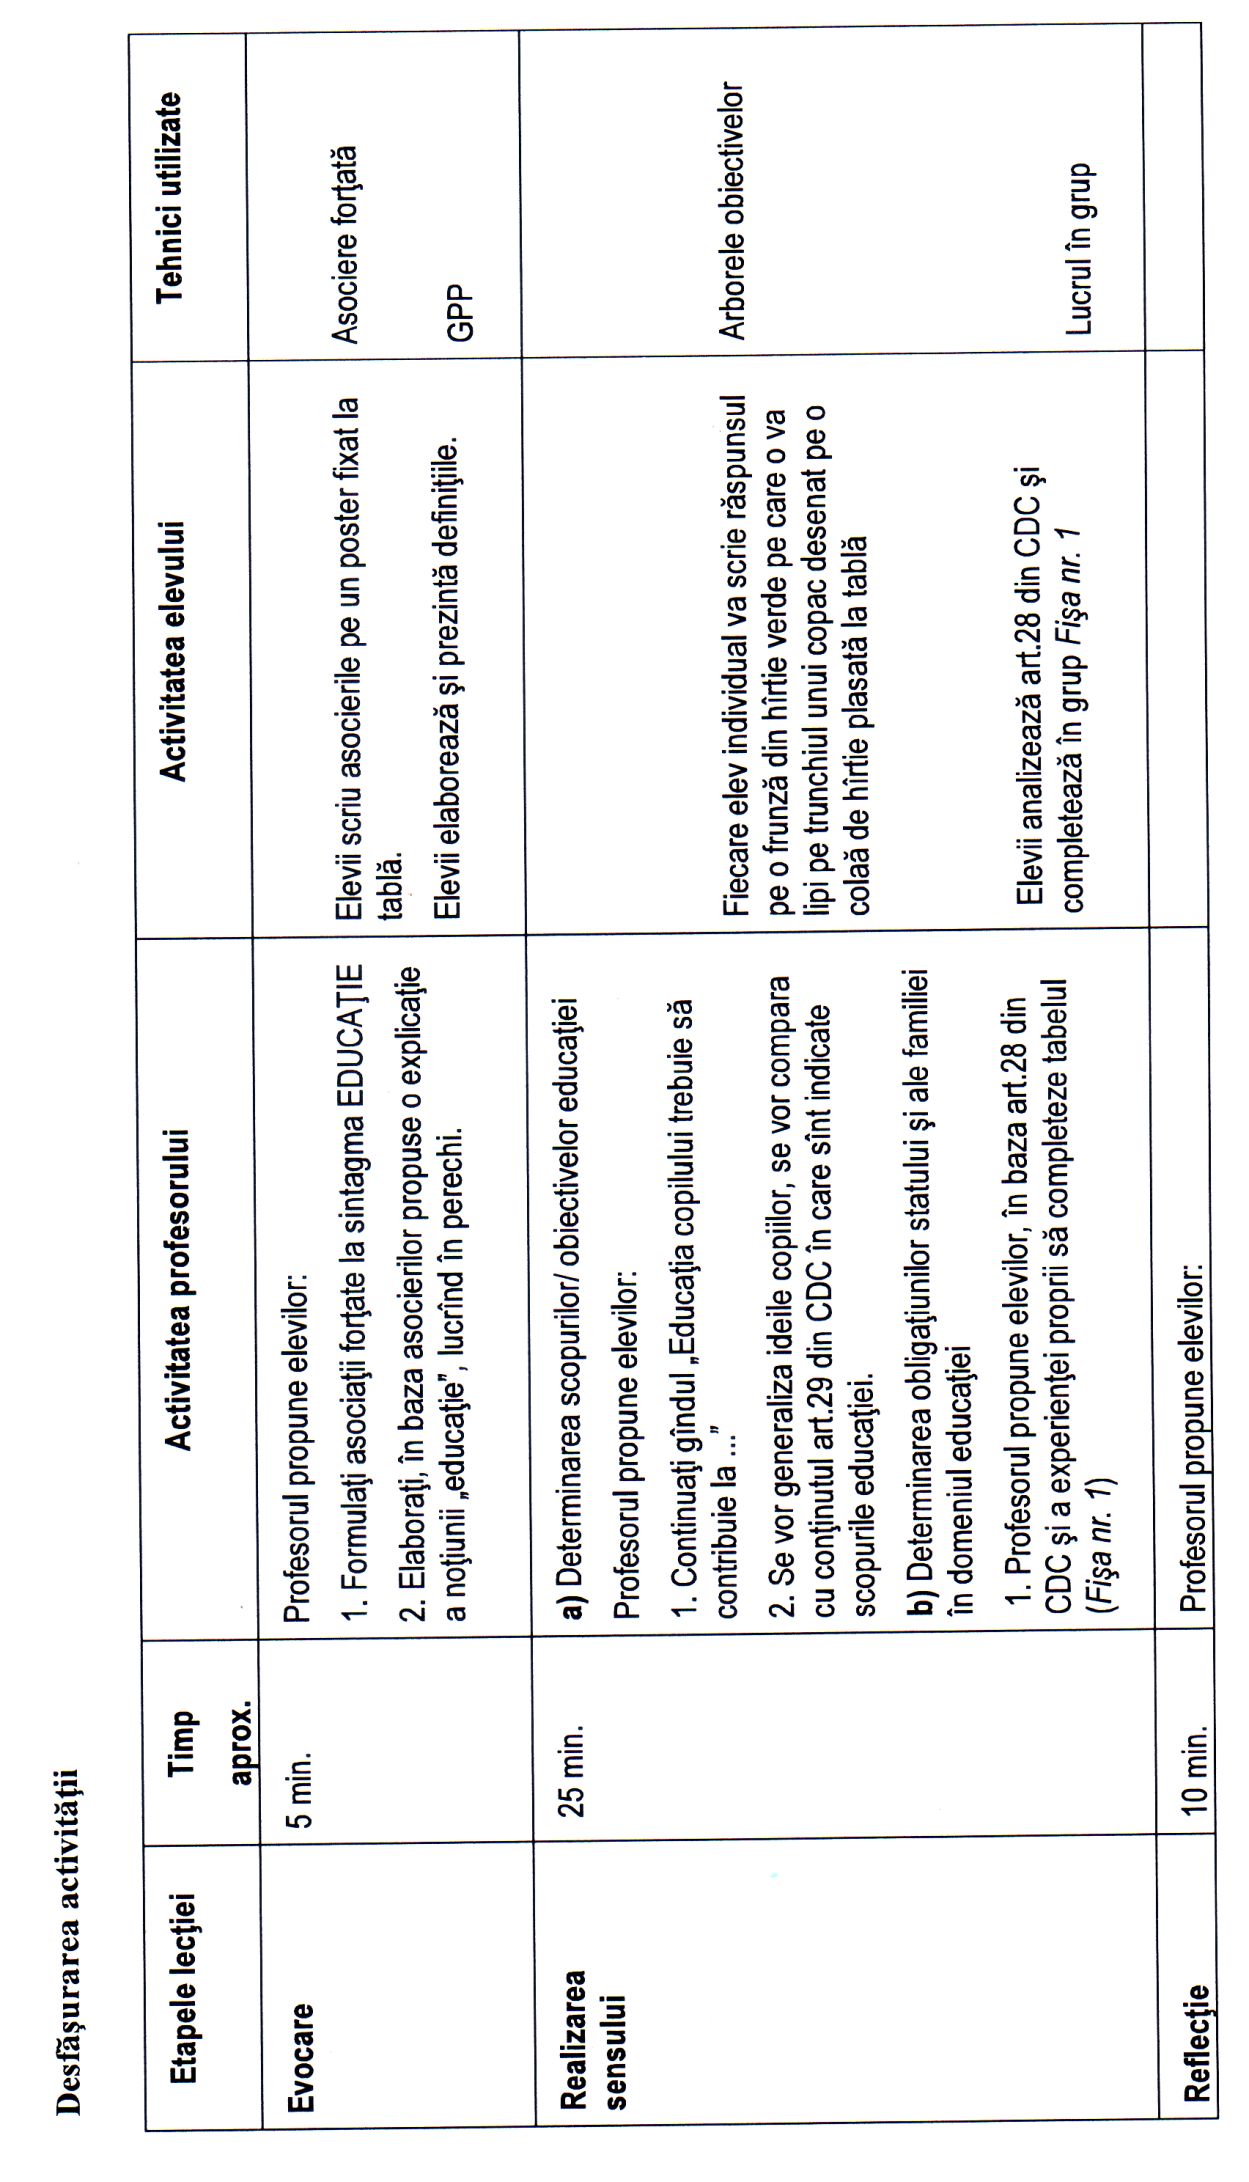 Desfăşurarea activităţii
Etapele lecţiei
Timp
aprox.
Activitatea profesorului
Activitatea elevului
Tehnici utilizate
Evocare
5 min.
Profesorul propune elevilor:
1. Formulaţi asociaţii forţate la sintagma EDUCAŢIE
2. Elaboraţi, în baza asocierilor propuse o explicaţie
a noţiunii „educaţie”, lucrînd în perechi.
Elevii scriu asocierile pe un poster fixat la
tablă.
Elevii elaborează şi prezintă definiţiile.
Asociere forţată
GPP
Realizarea
sensului
25 min.
a) Determinarea scopurilor/ obiectivelor educaţiei
Profesorul propune elevilor:
1. Continuaţi gîndul „Educaţia copilului trebuie să
contribuie la ...”
2. Se vor generaliza ideile copiilor, se vor compara
cu conţinutul art.29 din CDC în care sînt indicate
scopurile educaţiei.
b) Determinarea obligaţiunilor statului şi ale familiei
în domeniul educaţiei
1. Profesorul propune elevilor, în baza art.28 din
CDC şi a experienţei proprii să completeze tabelul
(Fişa nr. 1)
Fiecare elev individual va scrie răspunsul
pe o frunză din hîrtie verde pe care o va
lipi pe trunchiul unui copac desenat pe o
colaă de hîrtie plasată la tablă
Elevii analizează art.28 din CDC şi
completează în grup Fişa nr. 1
Arborele obiectivelor
Lucrul în grup
Reflecţie
10 min.
Profesorul propune elevilor: